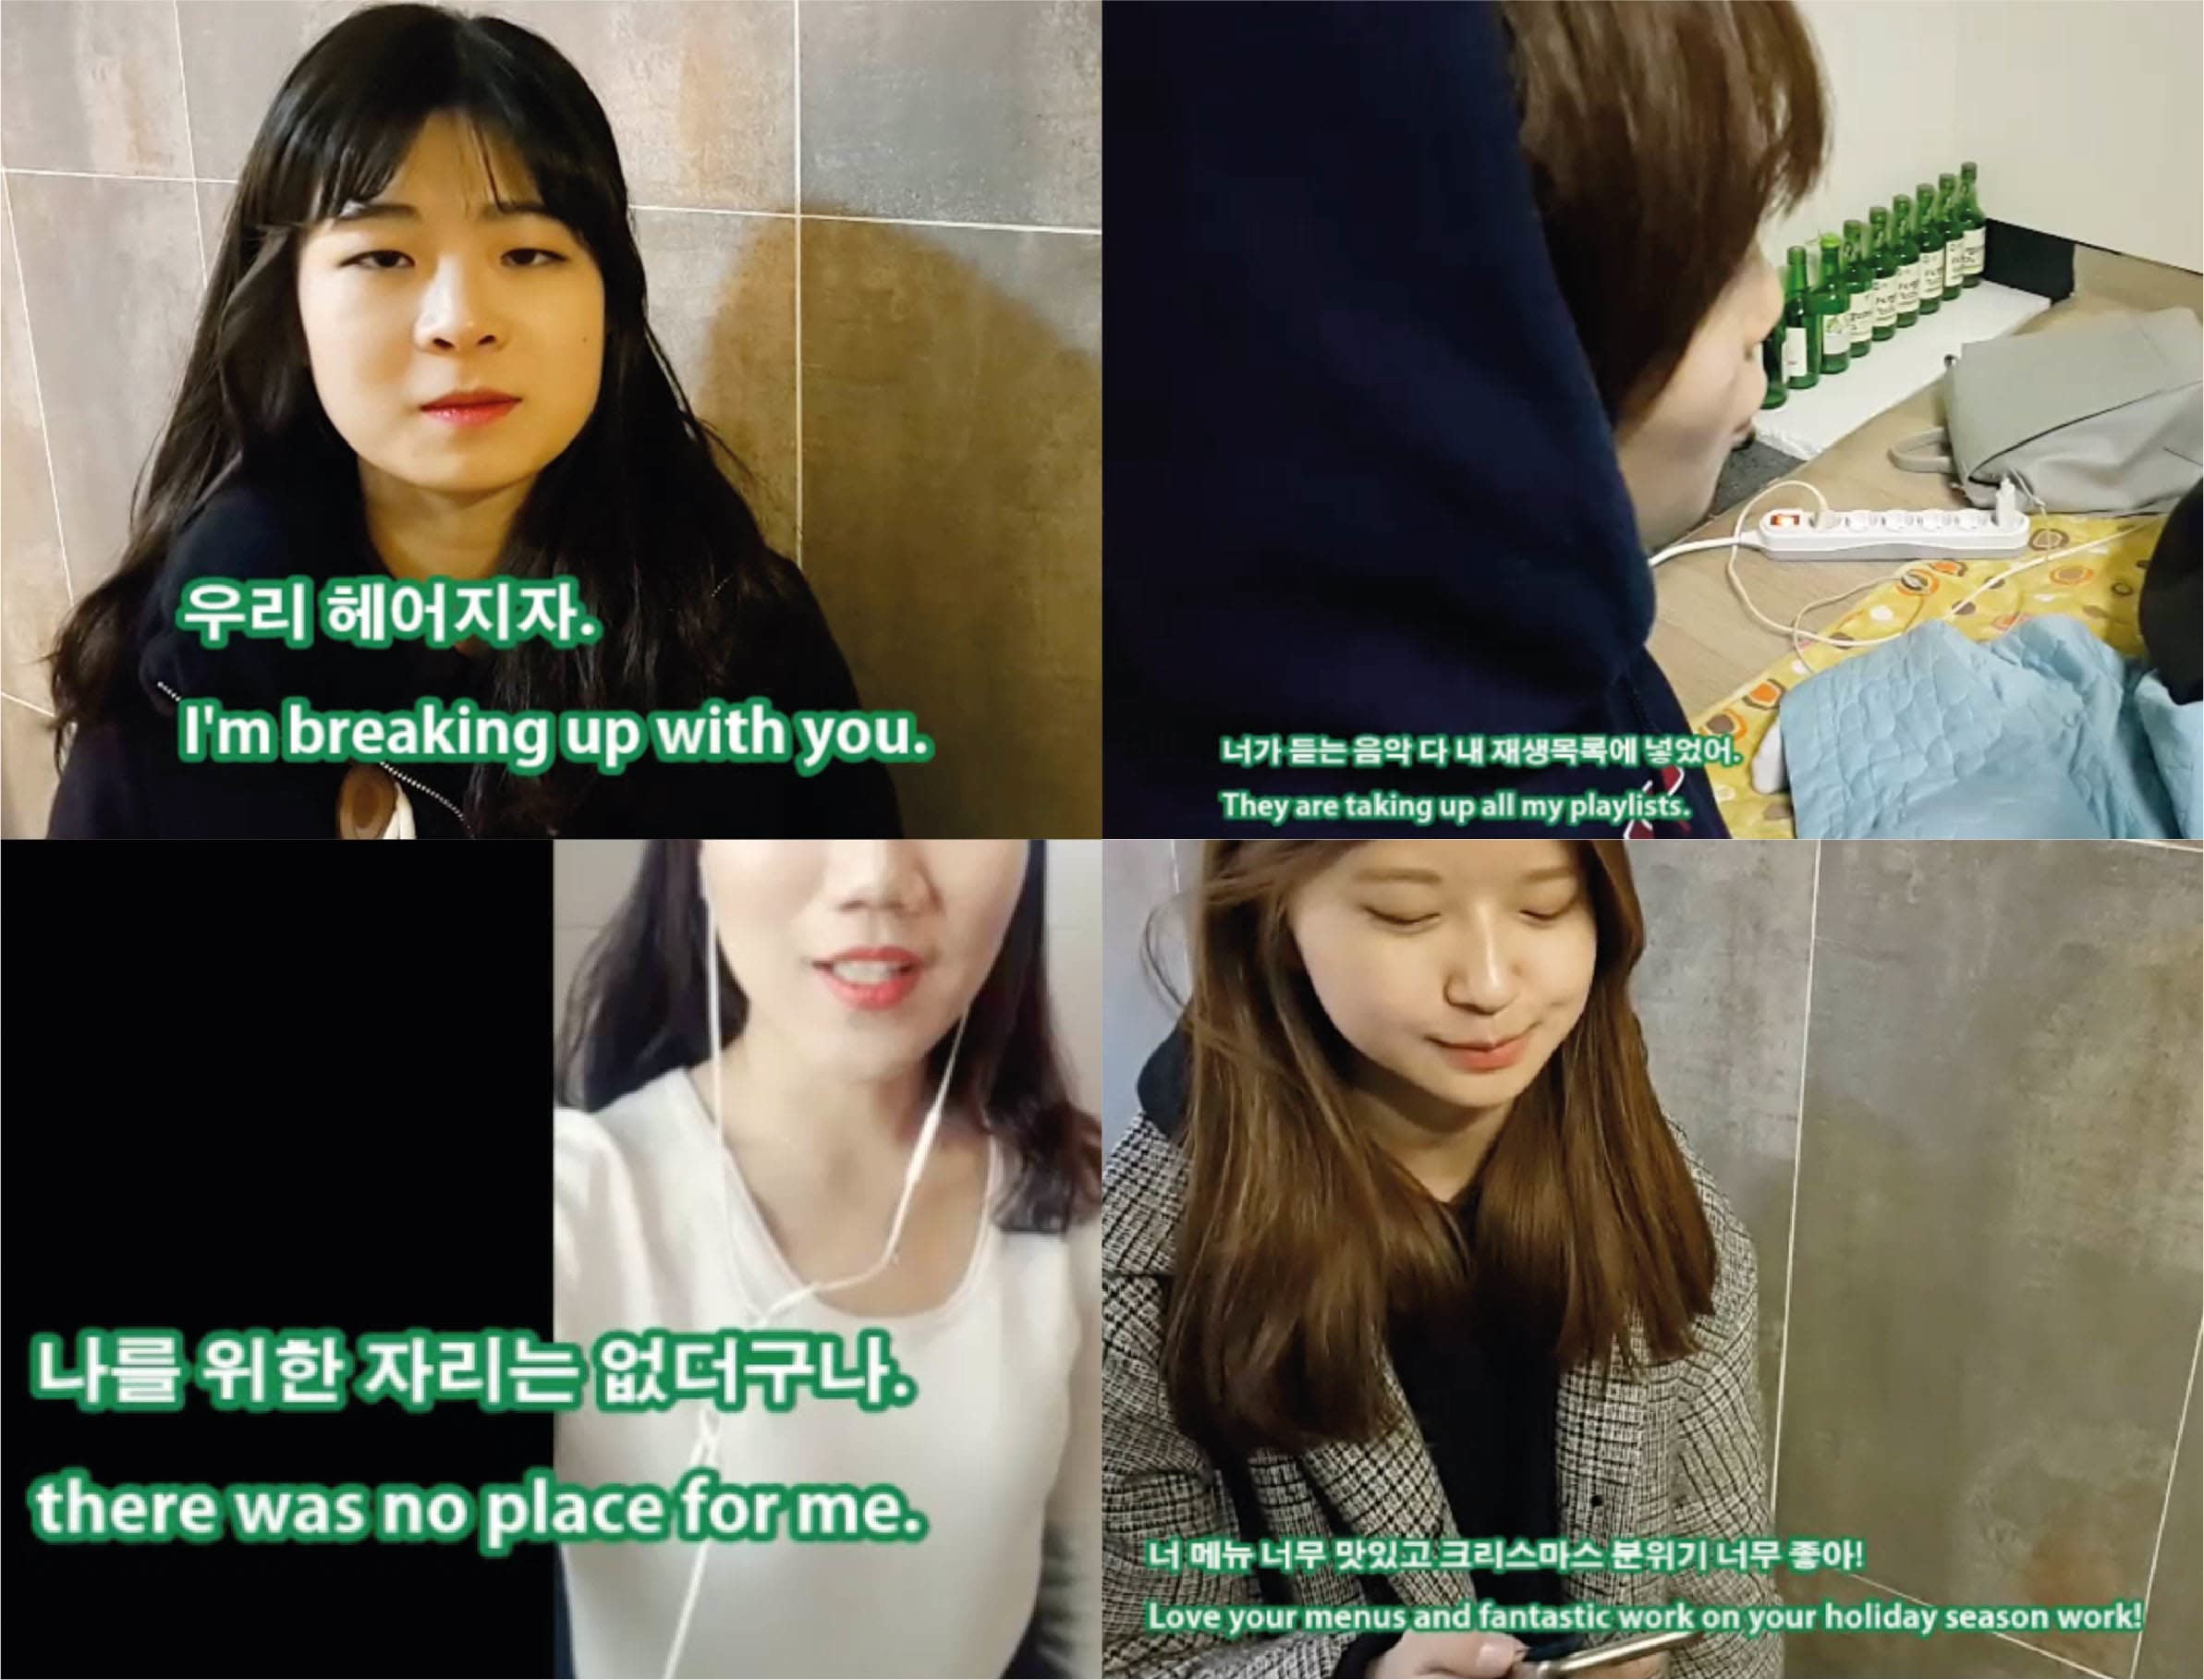 우리 헤어지자.
I'm breaking up with you.
너가 듣는 음악 다 내 재생목록에 넣었어.
They are taking up all my playlists.
나를 위한 자리는 없더구나.
there was no place for me.
너 메뉴 너무 맛있고 크리스마스 분위기 너무 좋아!
Love your menus and fantastic work on your holiday season work!